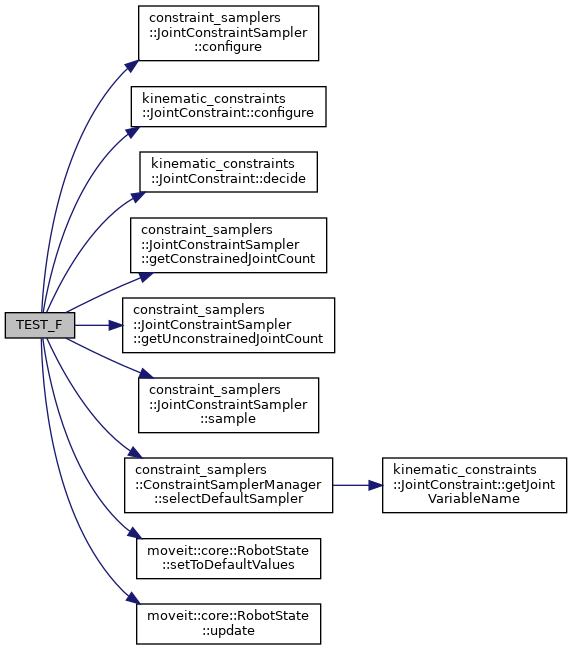 constraint_samplers
::JointConstraintSampler
::configure
kinematic_constraints
::JointConstraint::configure
kinematic_constraints
::JointConstraint::decide
constraint_samplers
::JointConstraintSampler
::getConstrainedJointCount
TEST_F
constraint_samplers
::JointConstraintSampler
::getUnconstrainedJointCount
constraint_samplers
::JointConstraintSampler
::sample
constraint_samplers
::ConstraintSamplerManager
::selectDefaultSampler
kinematic_constraints
::JointConstraint::getJoint
VariableName
moveit::core::RobotState
::setToDefaultValues
moveit::core::RobotState
::update